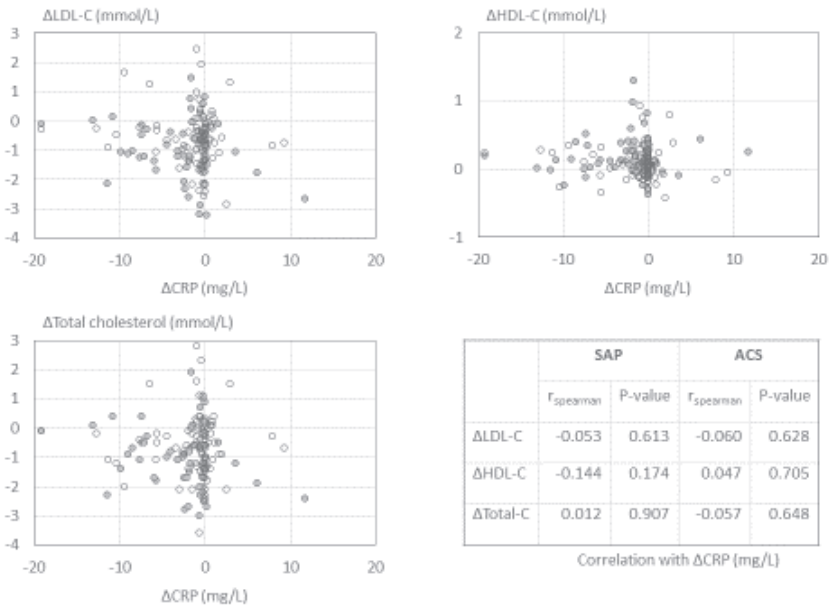 ΔLDL-C (mmol/L)
3
2
1
0
-1
-2
-3
-4
-20 -10 0 10 20
ΔCRP (mg/L)
ΔHDL-C (mmol/L)
2
1
0
-1
-20 -10 0 10 20
ΔCRP (mg/L)
ΔTotal cholesterol (mmol/L)
3
2
1
0
-1
-2
-3
-4
-20 -10 0 10 20
ΔCRP (mg/L)
SAP ACS
rspearman P-value rspearman P-value
ΔLDL-C -0.053 0.613 -0.060 0.628
ΔHDL-C -0.144 0.174 0.047 0.705
ΔTotal-C 0.012 0.907 -0.057 0.648
Correlation with ΔCRP (mg/L)